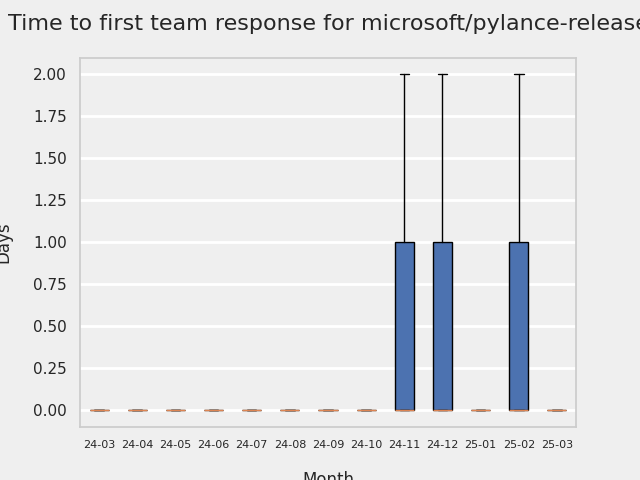 Time to first team response for microsoft/pylance-release
Days
2.00
1.75
1.50
1.25
1.00
0.75
0.50
0.25
0.00
24-03 24-04 24-05 24-06 24-07 24-08 24-09 24-10 24-11 24-12 25-01 25-02 25-03
Month